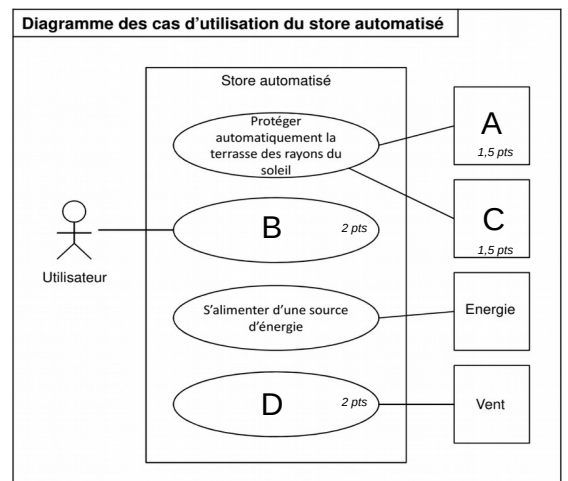 Diagramme des cas d'utilisation du store automatisé
Store automatisé
Protéger
automatiquement la
terrasse des rayons du
soleil
A
1,5 pts
B
2 pts
C
1,5 pts
Utilisateur
S'alimenter d'une source
d'énergie
Energie
D
2 pts
Vent